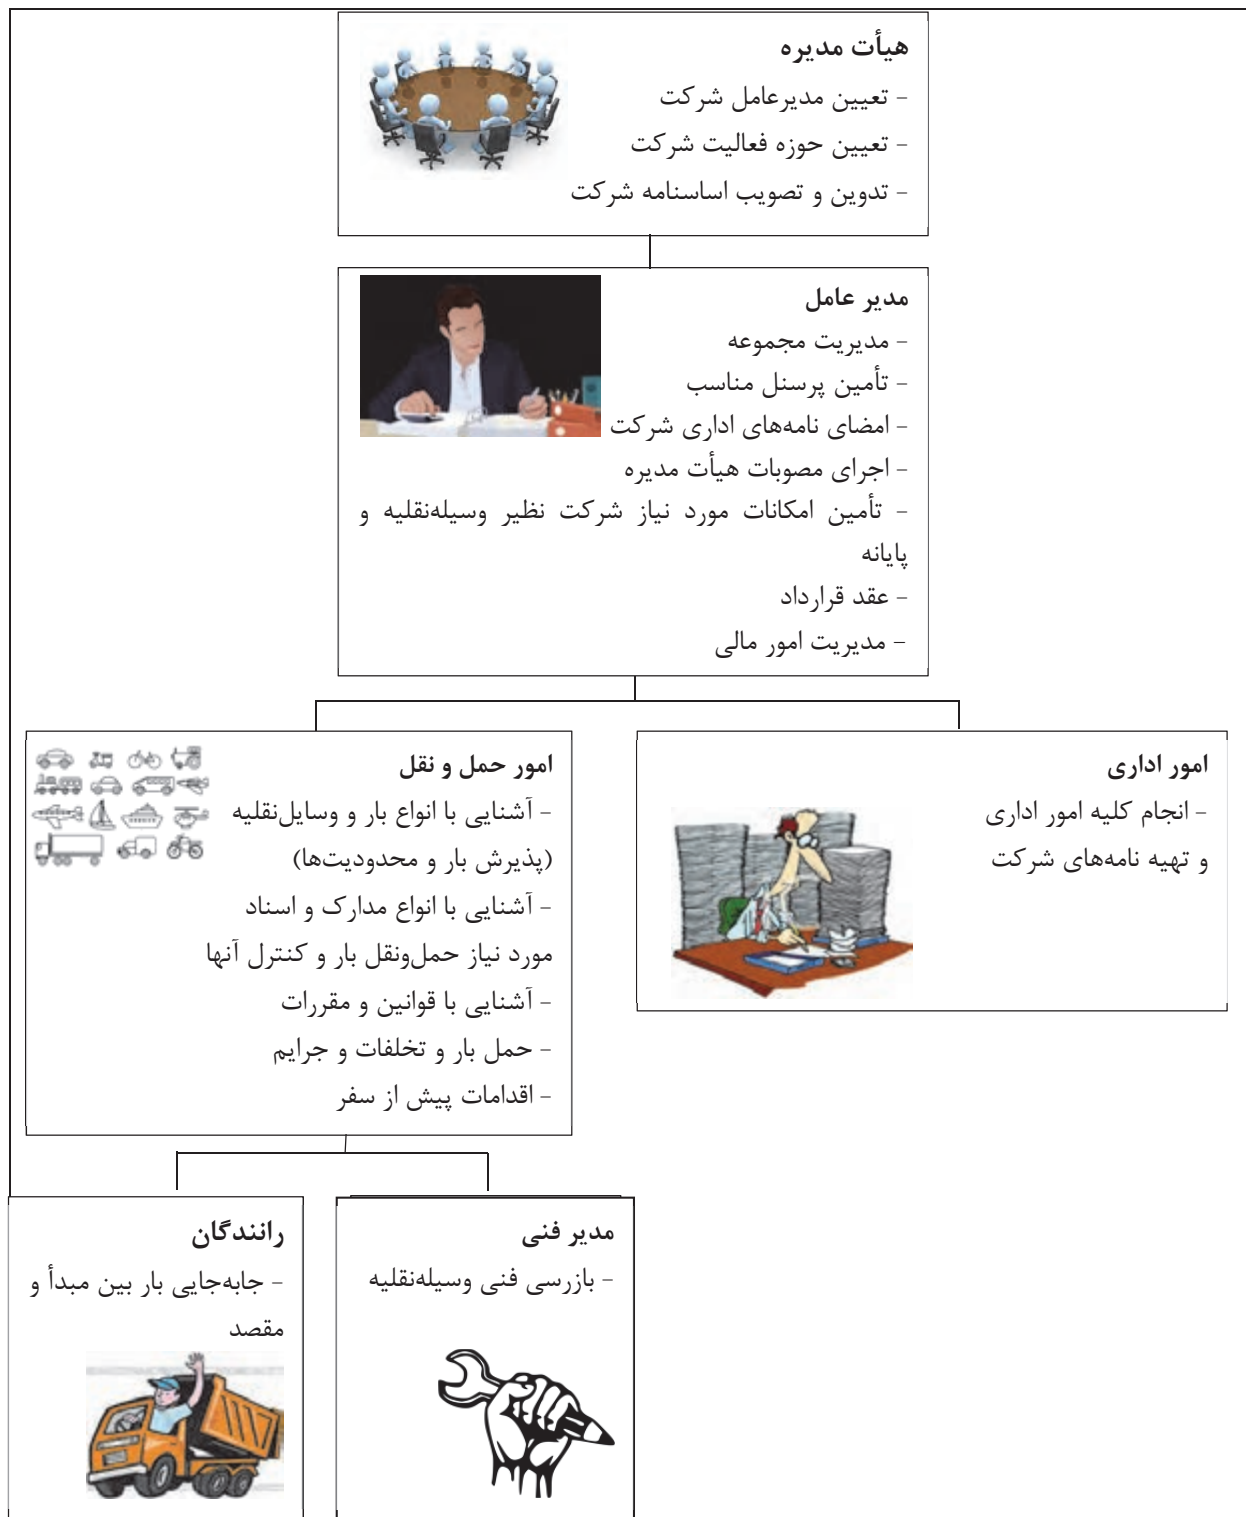 هیأت مدیره
- تعیین مدیرعامل شرکت
- تعیین حوزه فعالیت شرکت
- تدوین و تصویب اساسنامه شرکت
مدیر عامل
- مدیریت مجموعه
- تأمین پرسنل مناسب
- امضای نامه‌های اداری شرکت
- اجرای مصوبات هیأت مدیره
- تأمین امکانات مورد نیاز شرکت نظیر وسیله‌نقلیه و
پایانه
- عقد قرارداد
- مدیریت امور مالی
امور اداری
- انجام کلیه امور اداری
و تهیه نامه‌های شرکت
امور حمل و نقل
- آشنایی با انواع بار و وسایل‌نقلیه
(پذیرش بار و محدودیت‌ها)
- آشنایی با انواع مدارک و اسناد
مورد نیاز حمل‌ونقل بار و کنترل آنها
- آشنایی با قوانین و مقررات
- حمل بار و تخلفات و جرایم
- اقدامات پیش از سفر
مدیر فنی
- بازرسی فنی وسیله‌نقلیه
رانندگان
- جابه‌جایی بار بین مبدأ و
مقصد